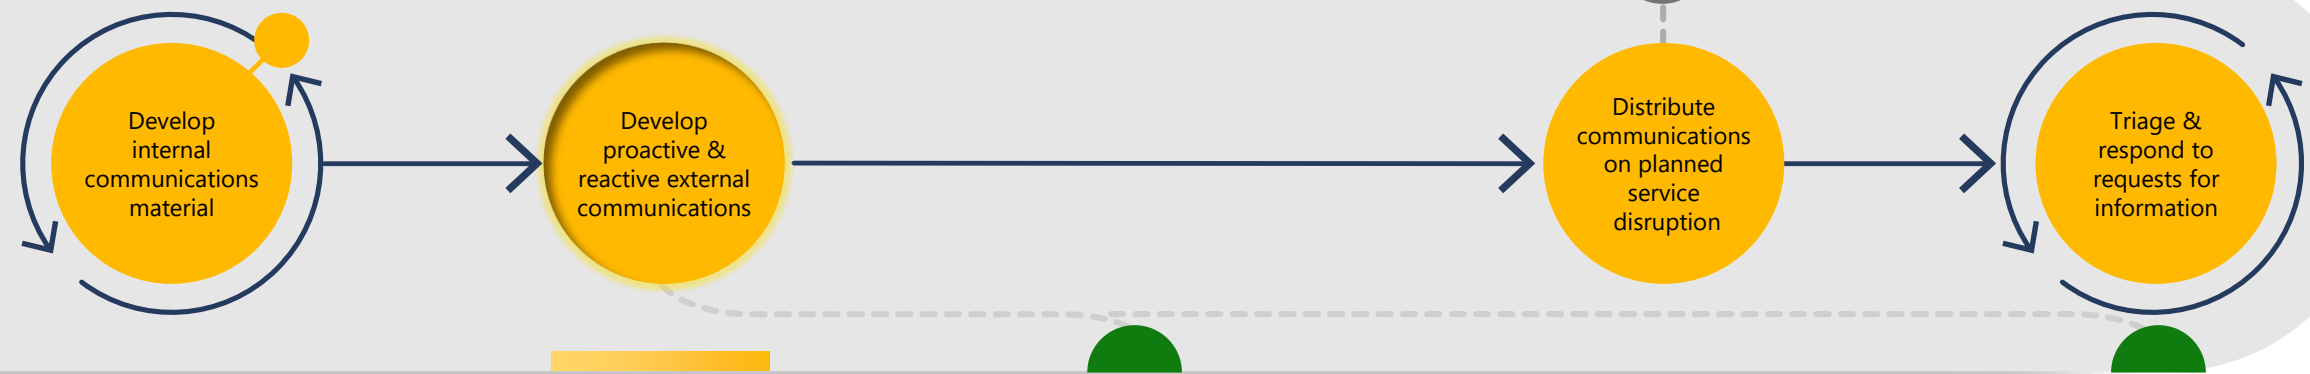 Develop
internal
communications
material
Develop
proactive &
reactive external
communications
Distribute
communications
on planned
service
disruption
Triage &
respond to
requests for
information